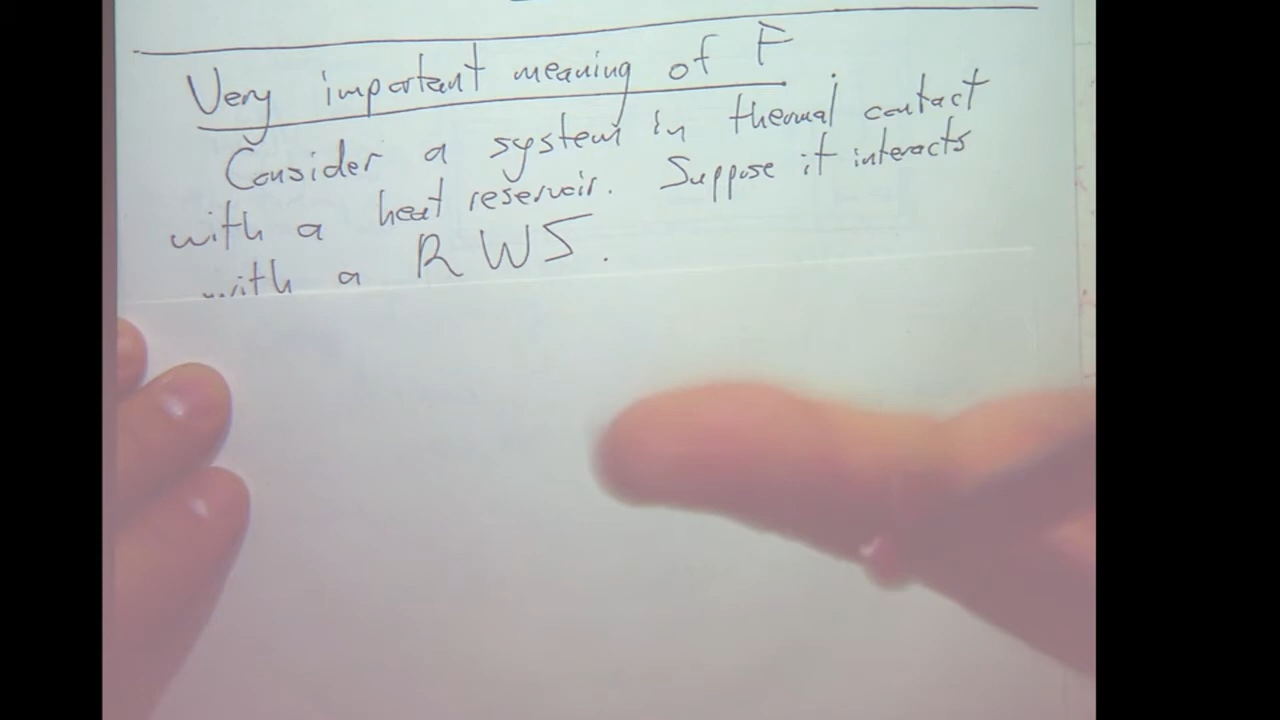 Very important meaning of F
Consider a system in thermal contact
with a heat reservoir. Suppose it interacts
with a RWS.